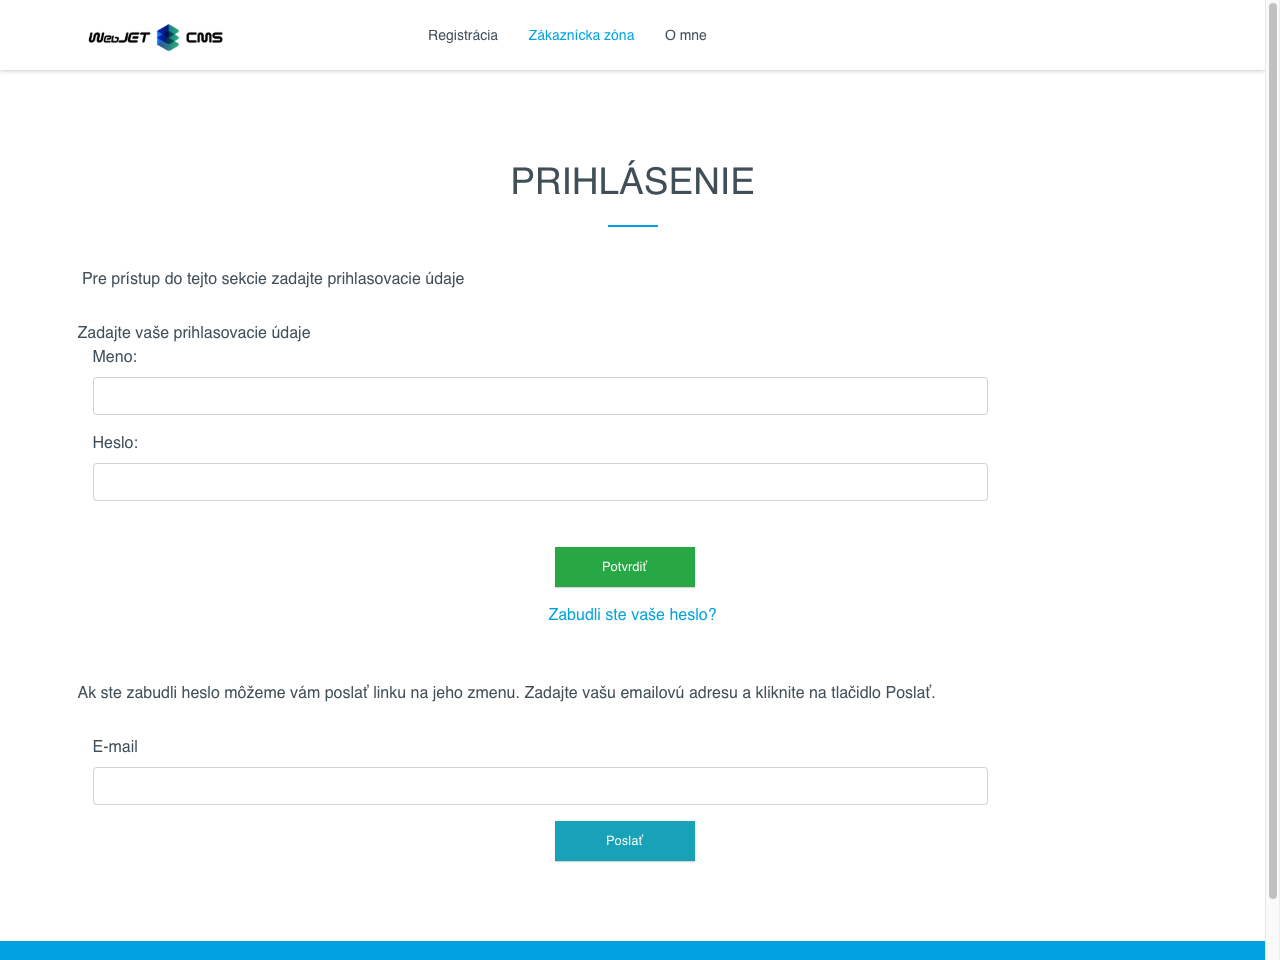 WebJET CMS
Registrácia
Zákaznícka zóna
O mne
PRIHLÁSENIE
Pre prístup do tejto sekcie zadajte prihlasovacie údaje
Zadajte vaše prihlasovacie údaje
Meno:
Heslo:
Potvrdiť
Zabudli ste vaše heslo?
Ak ste zabudli heslo môžeme vám poslať linku na jeho zmenu. Zadajte vašu emailovú adresu a kliknite na tlačidlo Poslať.
E-mail
Poslať